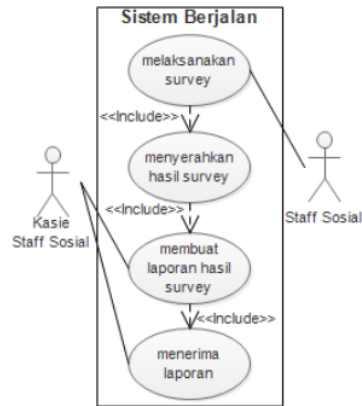 Sistem Berjalan
melaksanakan
survey
<<Include>>
menyerahkan
hasil survey
<<Include>>
Kasie
Staff Sosial
Staff Sosial
membuat
laporan hasil
survey
<<Include>>
menerima
laporan